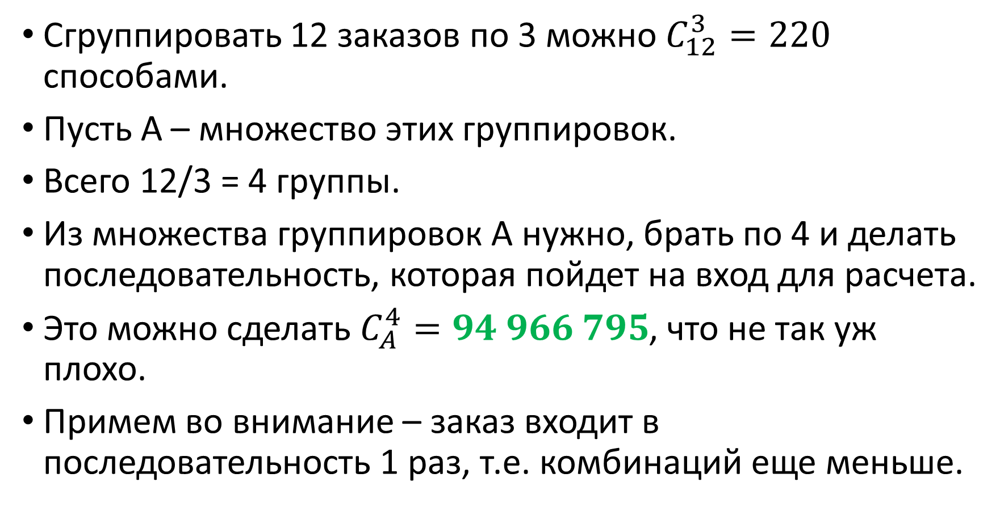 • Сгруппировать 12 заказов по 3 можно $C_{12}^{3} = 220$
способами.
• Пусть А – множество этих группировок.
• Всего 12/3 = 4 группы.
• Из множества группировок А нужно, брать по 4 и делать
последовательность, которая пойдет на вход для расчета.
• Это можно сделать $C_{A}^{4}$ = 94 966 795, что не так уж
плохо.
• Примем во внимание – заказ входит в
последовательность 1 раз, т.е. комбинаций еще меньше.